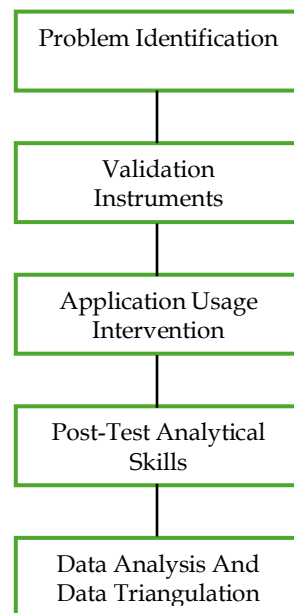 Problem Identification
Validation
Instruments
Application Usage
Intervention
Post-Test Analytical
Skills
Data Analysis And
Data Triangulation